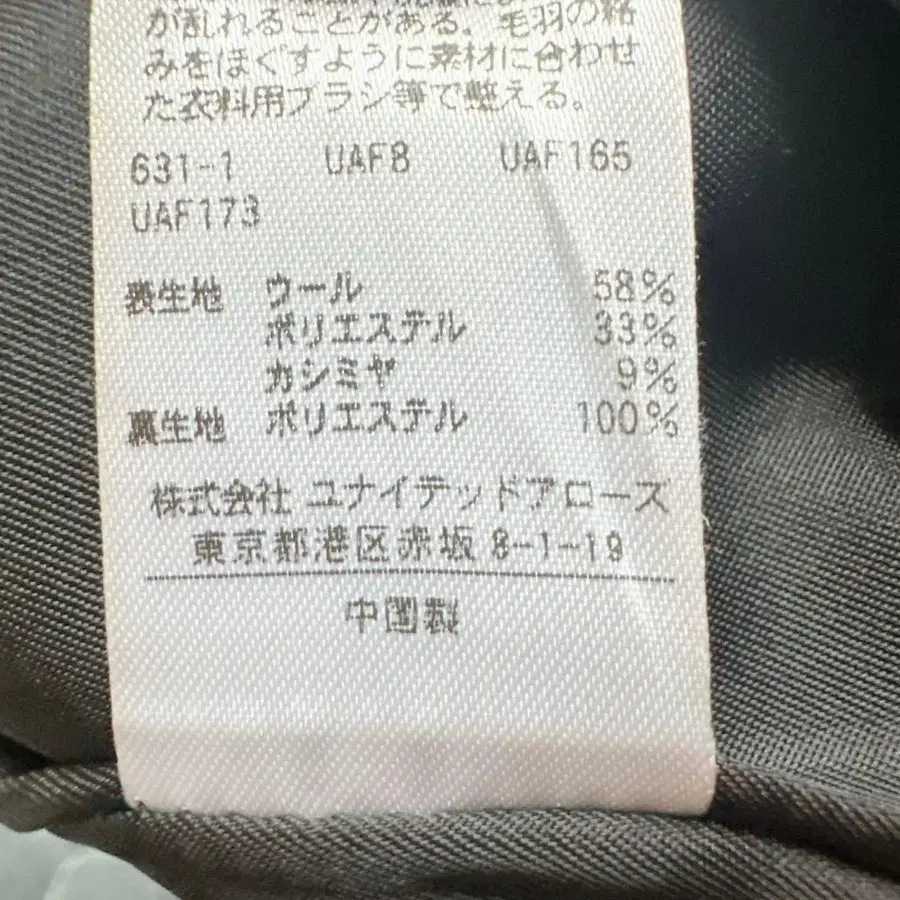 が乱れることがある。毛羽の絡
みをほぐすように素材に合わせ
た衣料用ブラシ等で整える。
631-1 UAF8 UAF165
UAF173
表生地 ウール 58%
ポリエステル 33%
カシミヤ 9%
裏生地 ポリエステル 100%
株式会社 ユナイテッドアローズ
東京都港区赤坂 8-1-19
中国製